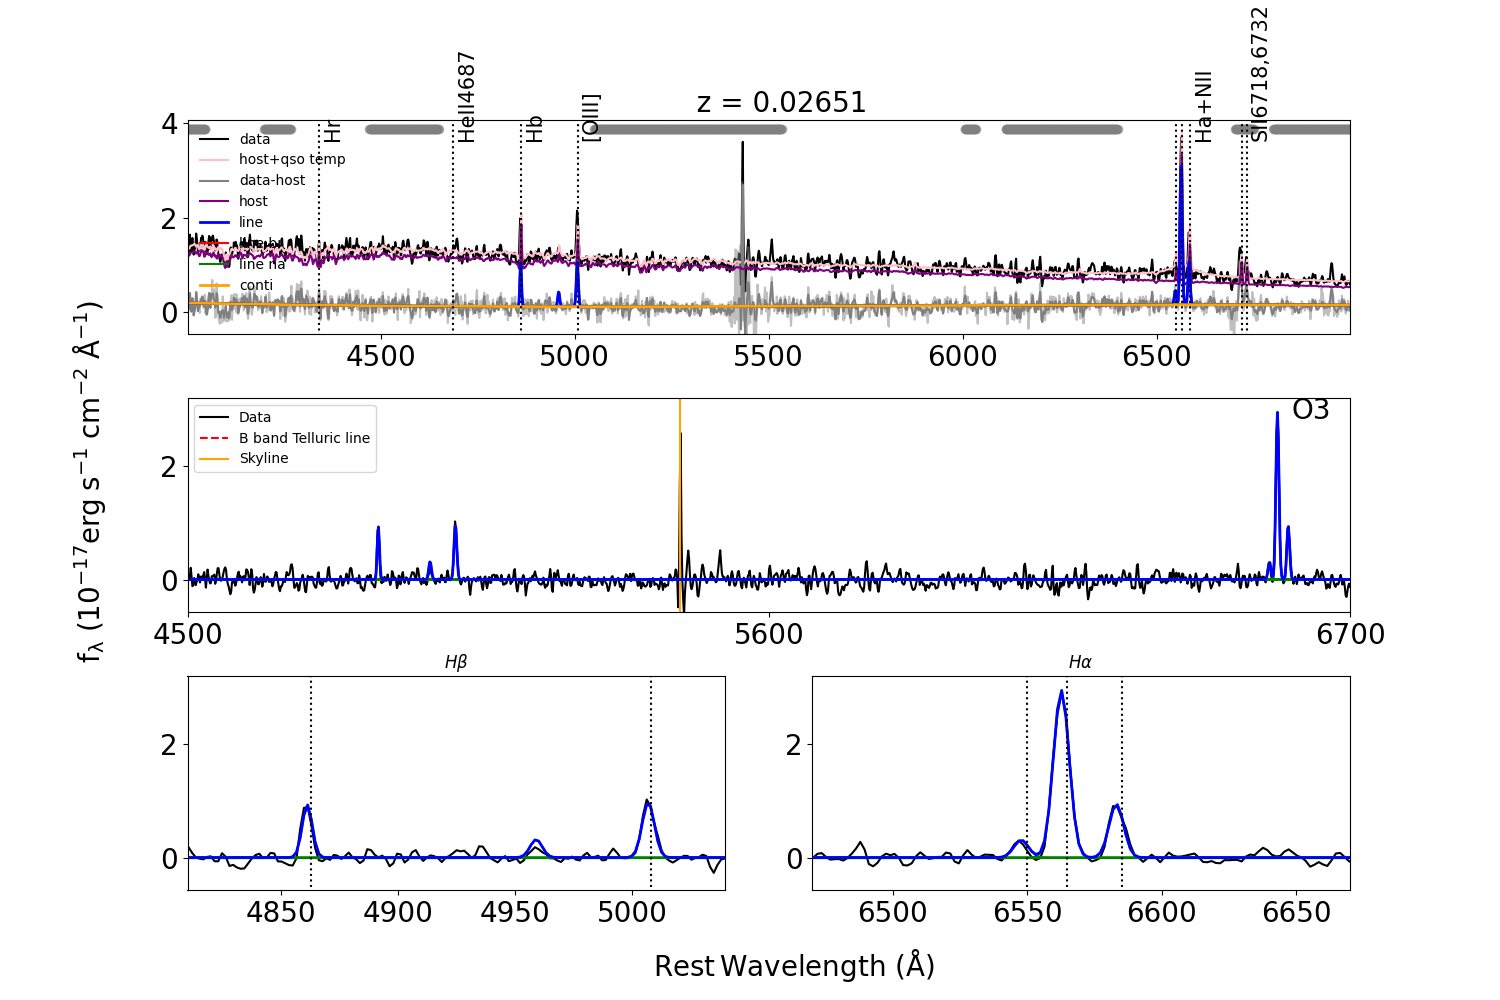 z = 0.02651
Hr
HeII4687
Hb
[OIII]
Ha+NII
SII6718,6732
data
host+qso temp
data-host
host
line
line br
line na
conti
4
2
0
4500 5000 5500 6000 6500
Data
B band Telluric line
Skyline
O3
2
0
4500 5600 6700
fλ (10⁻¹⁷erg s⁻¹ cm⁻² Å⁻¹)
Hβ
2
0
4850 4900 4950 5000
Hα
2
0
6500 6550 6600 6650
Rest Wavelength (Å)